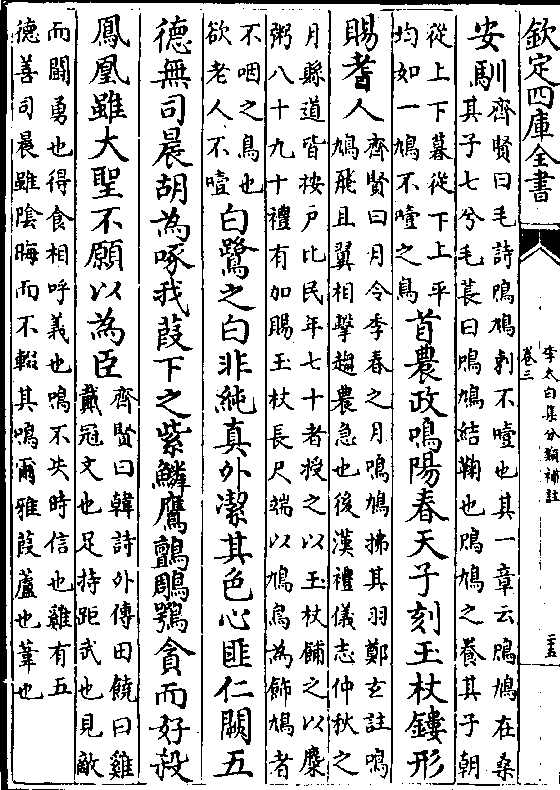 欽定四庫全書
李太白集分類補註
卷三
安馴
齊賢曰毛詩鳲鳩刺不噎也其一章云鳲鳩在桑
其子七兮毛萇曰鳲鳩結鞠也鳲鳩之養其子朝
從上下暮從下上平
均如一鳩不噎之鳥
首農政鳴陽春天子刻玉杖鏤形
賜耆人
齊賢曰月令季春之月鳴鳩拂其羽鄭玄註鳴
鳩飛且翼相擊趨農急也後漢禮儀志仲秋之
月縣道皆桉戶比民年七十者授之以玉杖餔之以糜
粥八十九十禮有加賜玉杖長尺端以鳩鳥為飾鳩者
不咽之鳥也
欲老人不噎
白鷺之白非純真外潔其色心匪仁闕五
德無司晨胡為啄我葭下之紫鱗鷹鸇鵰鶚貪而好殺
鳳凰雖大聖不願以為臣
齊賢曰韓詩外傳田饒曰雞
戴冠文也足持距武也見敵
而鬬勇也得食相呼義也鳴不失時信也雞有五
德善司晨雖陰晦而不輟其鳴爾雅葭蘆也葦也